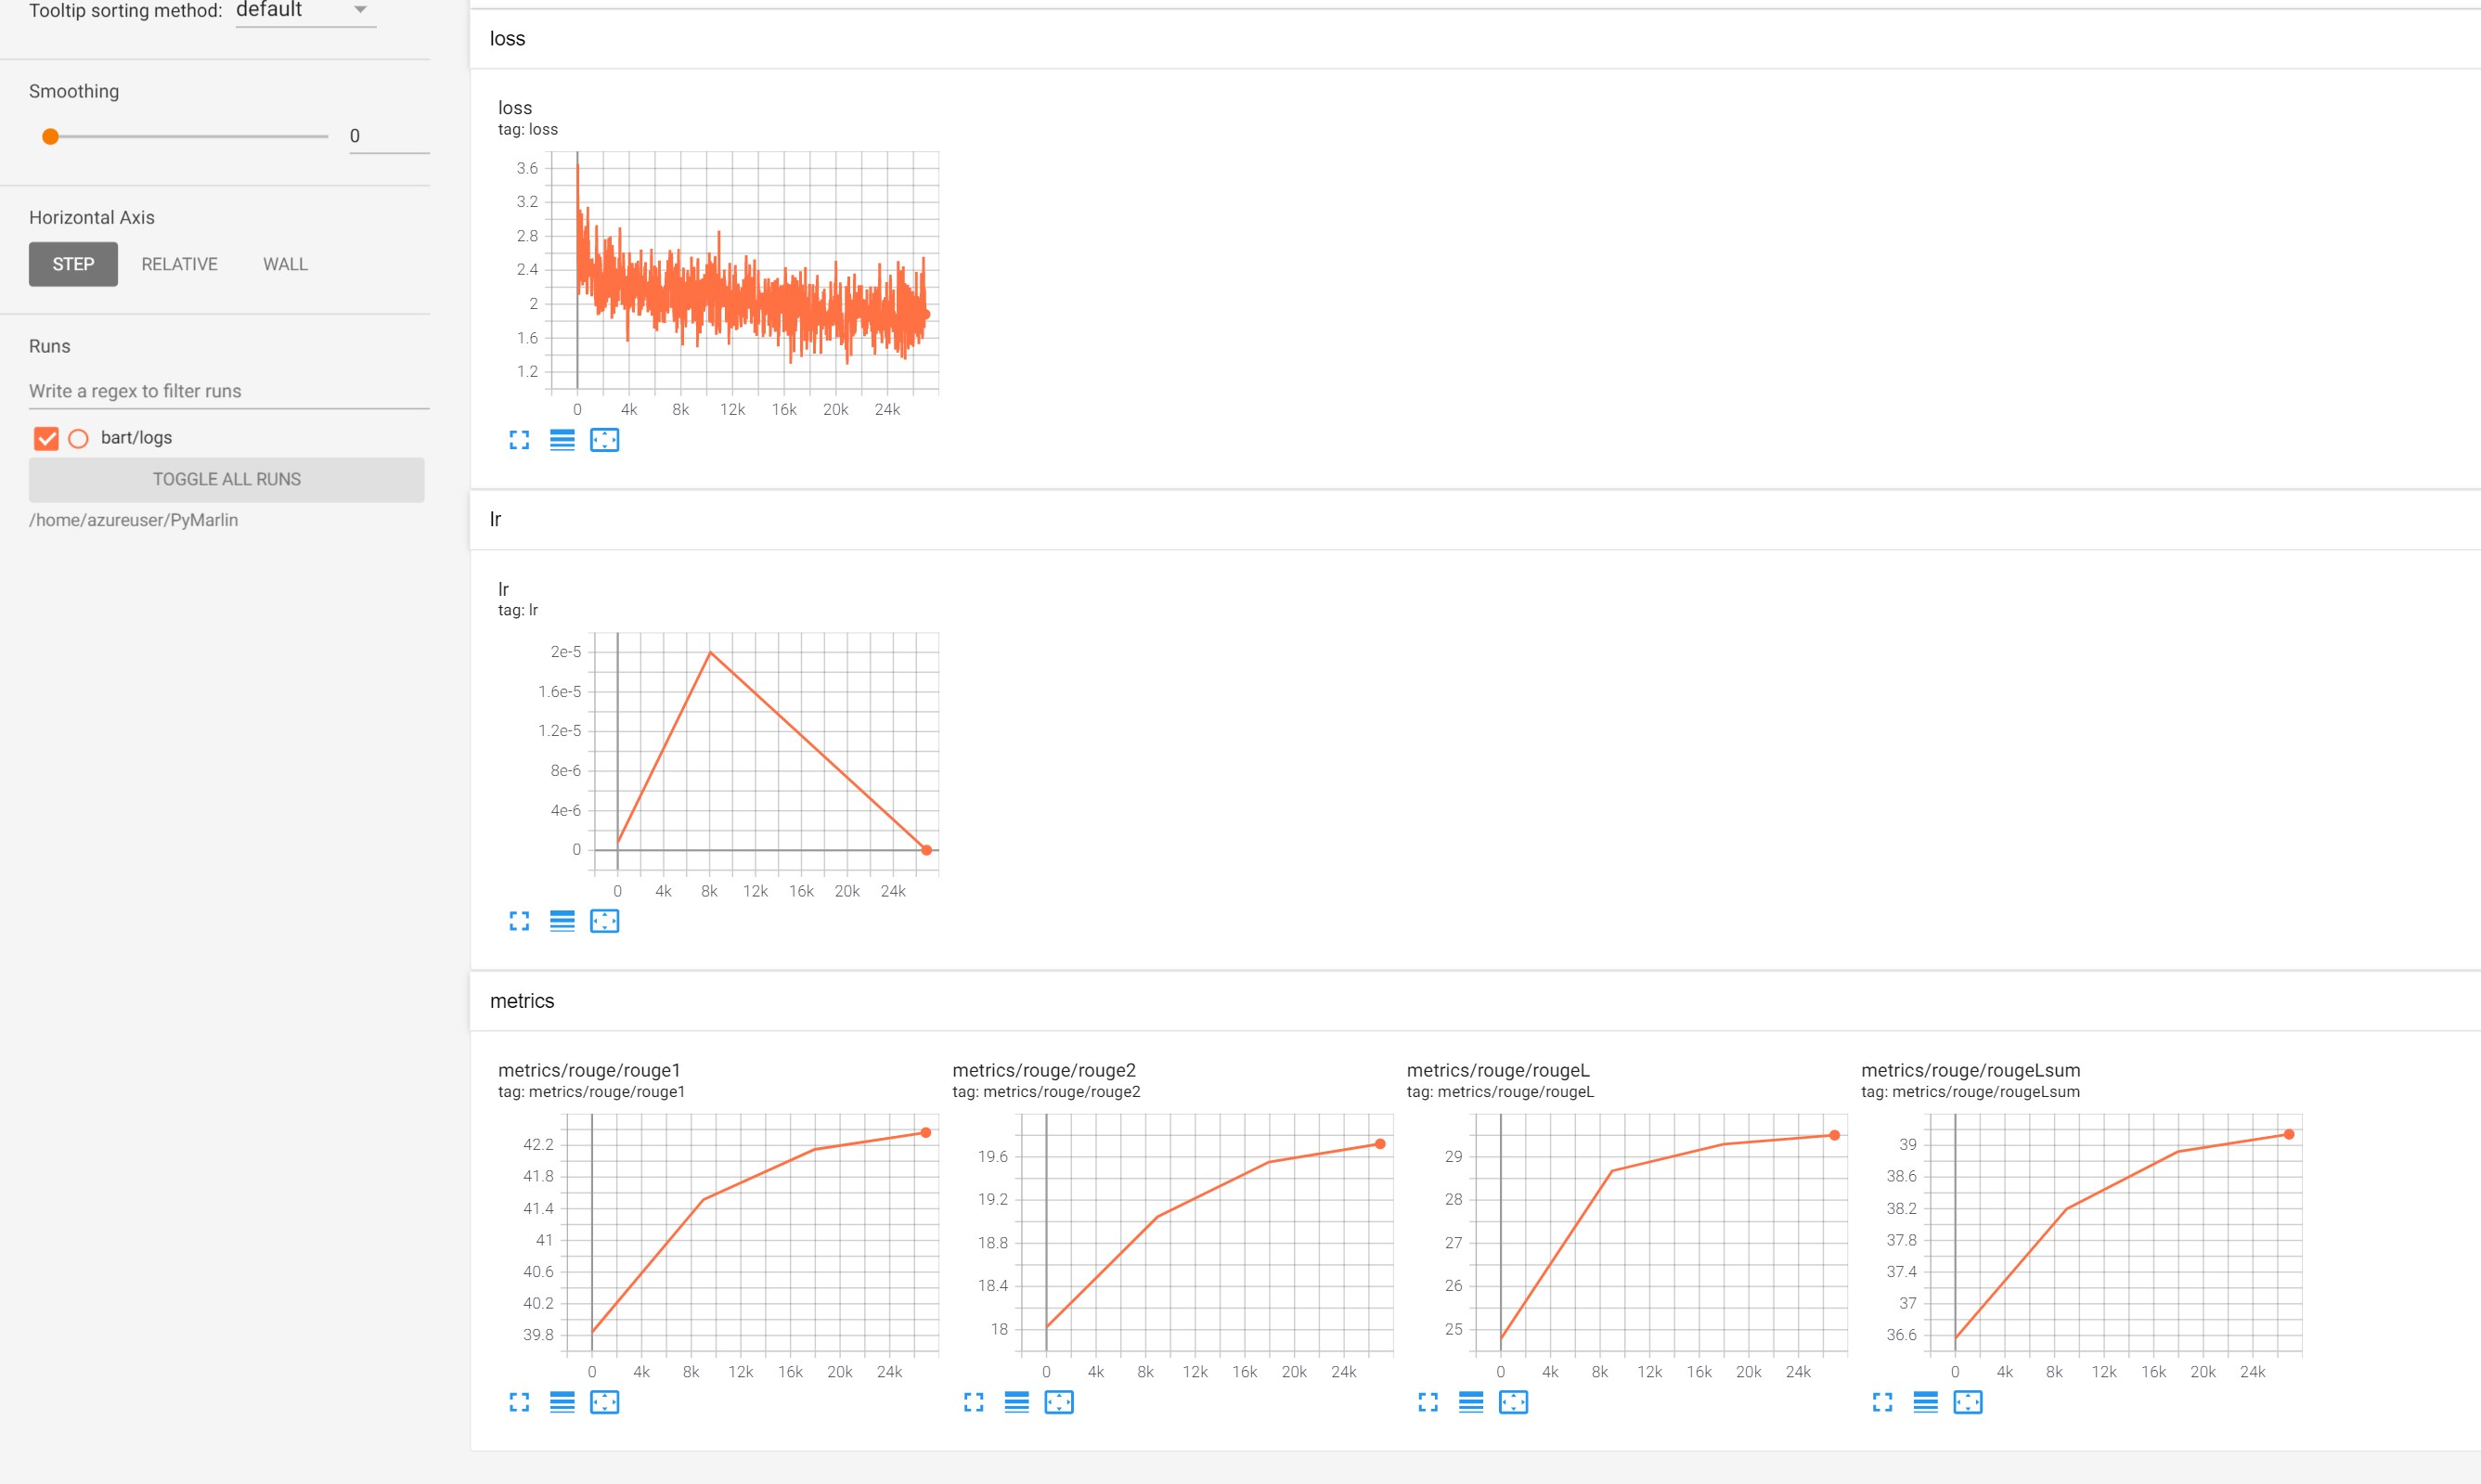 Tooltip sorting method: default
Smoothing
0
Horizontal Axis
STEP RELATIVE WALL
Runs
Write a regex to filter runs
bart/logs
TOGGLE ALL RUNS
/home/azureuser/PyMarlin
loss
loss
tag: loss
3.6
3.2
2.8
2.4
2
1.6
1.2
0 4k 8k 12k 16k 20k 24k
lr
lr
tag: lr
2e-5
1.6e-5
1.2e-5
8e-6
4e-6
0
0 4k 8k 12k 16k 20k 24k
metrics
metrics/rouge/rouge1
tag: metrics/rouge/rouge1
42.2
41.8
41.4
41
40.6
40.2
39.8
0 4k 8k 12k 16k 20k 24k
metrics/rouge/rouge2
tag: metrics/rouge/rouge2
19.6
19.2
18.8
18.4
18
0 4k 8k 12k 16k 20k 24k
metrics/rouge/rougeL
tag: metrics/rouge/rougeL
29
28
27
26
25
0 4k 8k 12k 16k 20k 24k
metrics/rouge/rougeLsum
tag: metrics/rouge/rougeLsum
39
38.6
38.2
37.8
37.4
37
36.6
0 4k 8k 12k 16k 20k 24k